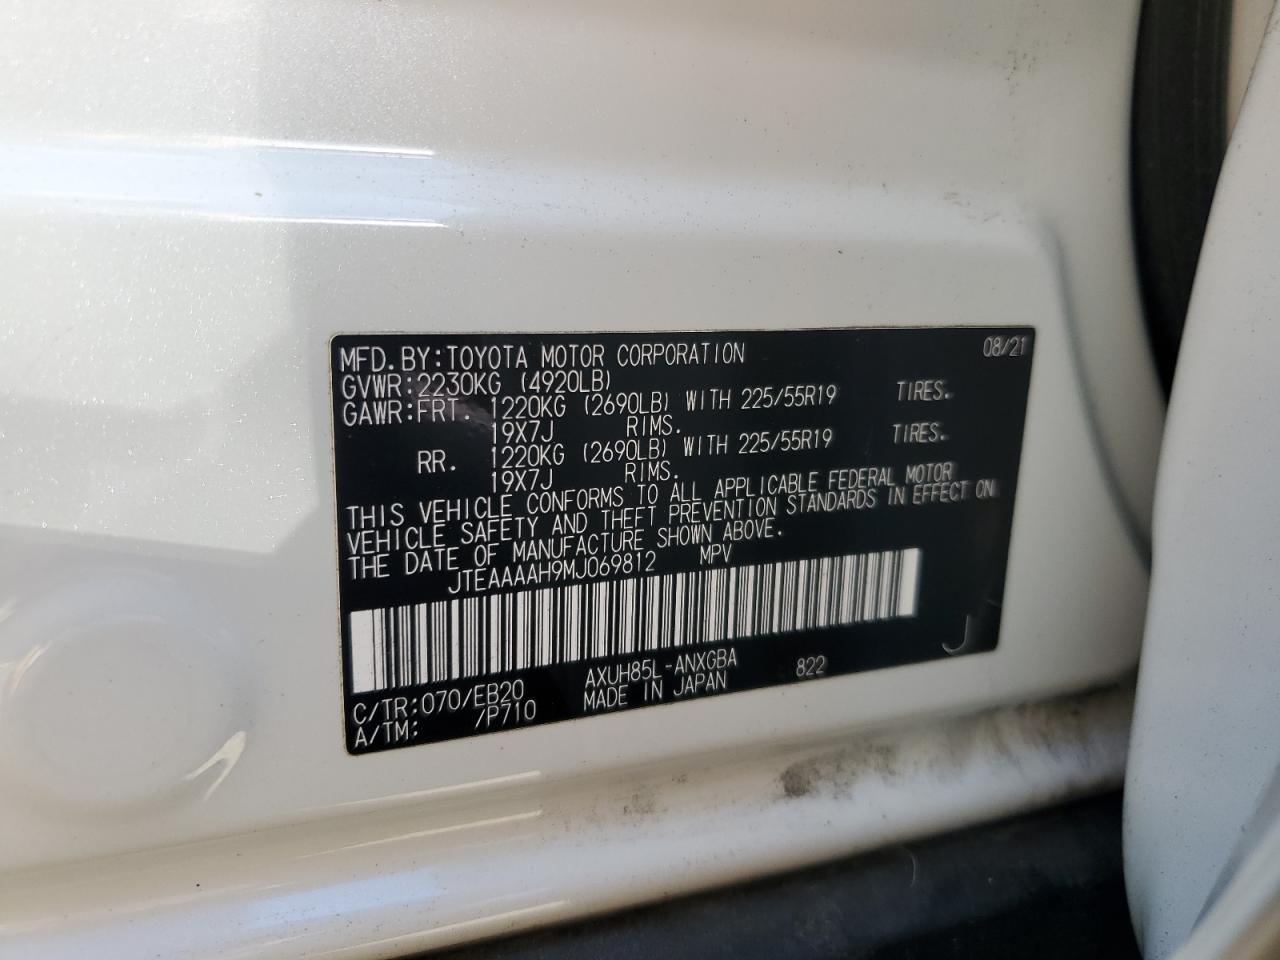 MFD. BY: TOYOTA MOTOR CORPORATION 08/21
GVWR: 2230KG (4920LB)
GAWR: FRT. 1220KG (2690LB) WITH 225/55R19 TIRES.
19X7J RIMS.
RR. 1220KG (2690LB) WITH 225/55R19 TIRES.
19X7J RIMS.
THIS VEHICLE CONFORMS TO ALL APPLICABLE FEDERAL MOTOR
VEHICLE SAFETY AND THEFT PREVENTION STANDARDS IN EFFECT ON
THE DATE OF MANUFACTURE SHOWN ABOVE.
JTEAAAAH9MJ069812 MPV
J
C/TR: 070/EB20 AXUH85L-ANXGBA 822
A/TM: /P710 MADE IN JAPAN